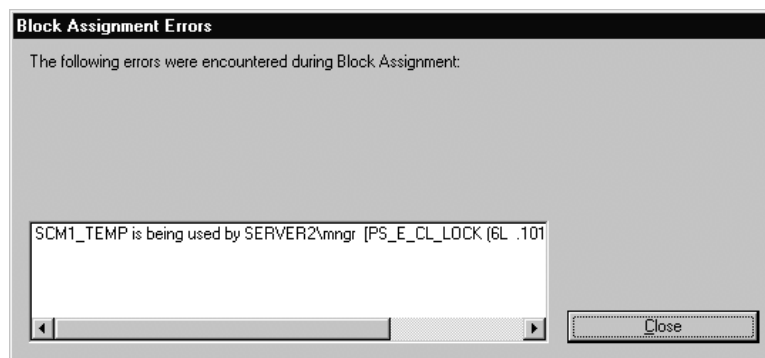 Block Assignment Errors
The following errors were encountered during Block Assignment:
SCM1_TEMP is being used by SERVER2\mngr [PS_E_CL_LOCK (6L .101
Close